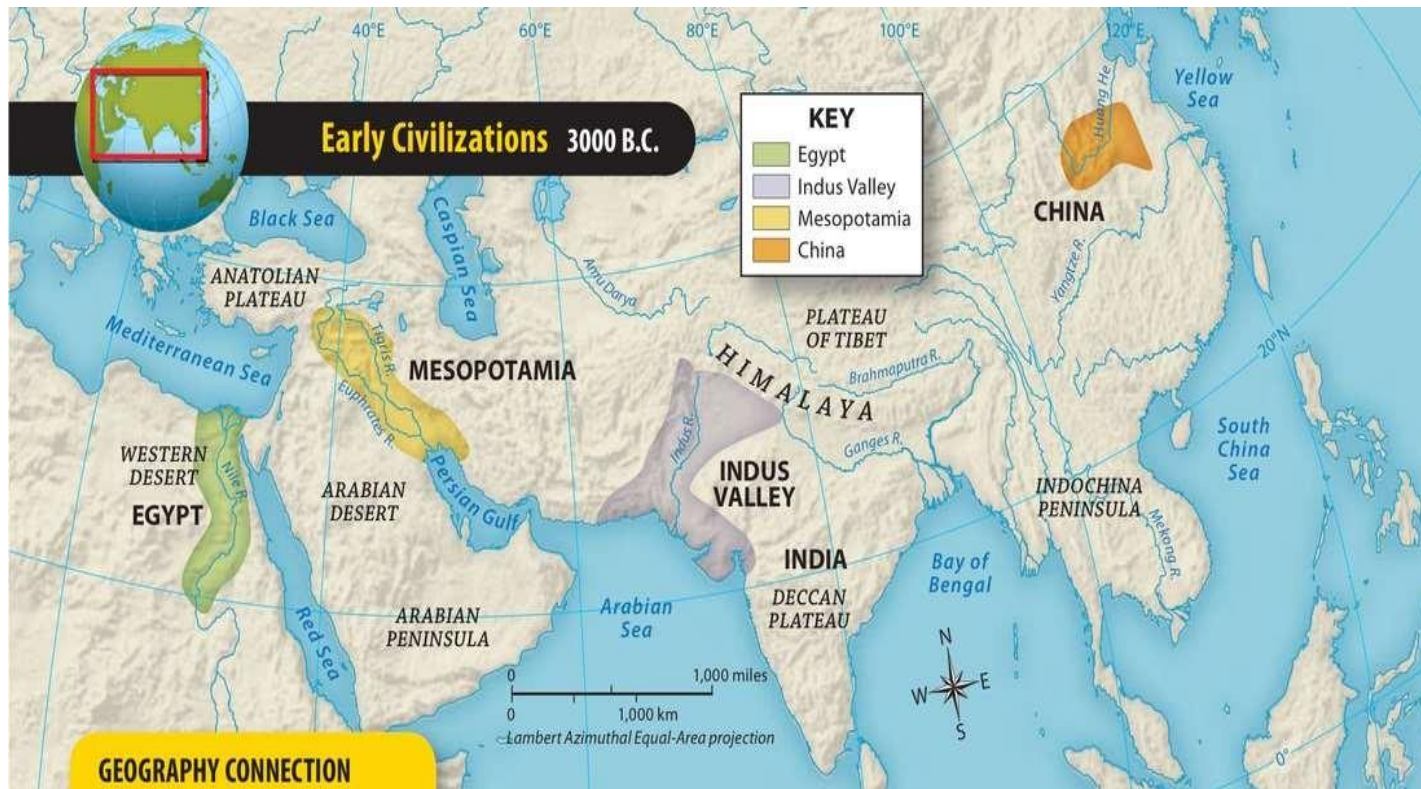 40°E
60°E
80°E
100°E
120°E
Early Civilizations 3000 B.C.
KEY
Egypt
Indus Valley
Mesopotamia
China
Yellow
Sea
Huang He
CHINA
Yangtze R.
Black Sea
Caspian Sea
ANATOLIAN
PLATEAU
Amu Darya
Mediterranean Sea
Tigris R.
Euphrates R.
MESOPOTAMIA
PLATEAU
OF TIBET
HIMALAYA
Brahmaputra R.
20°N
WESTERN
DESERT
Nile R.
EGYPT
ARABIAN
DESERT
Persian Gulf
Indus R.
INDUS
VALLEY
Ganges R.
South
China
Sea
INDOCHINA
PENINSULA
Mekong R.
INDIA
DECCAN
PLATEAU
Bay of
Bengal
Red Sea
ARABIAN
PENINSULA
Arabian
Sea
0 1,000 miles
0 1,000 km
Lambert Azimuthal Equal-Area projection
N
W E
S
0°
GEOGRAPHY CONNECTION